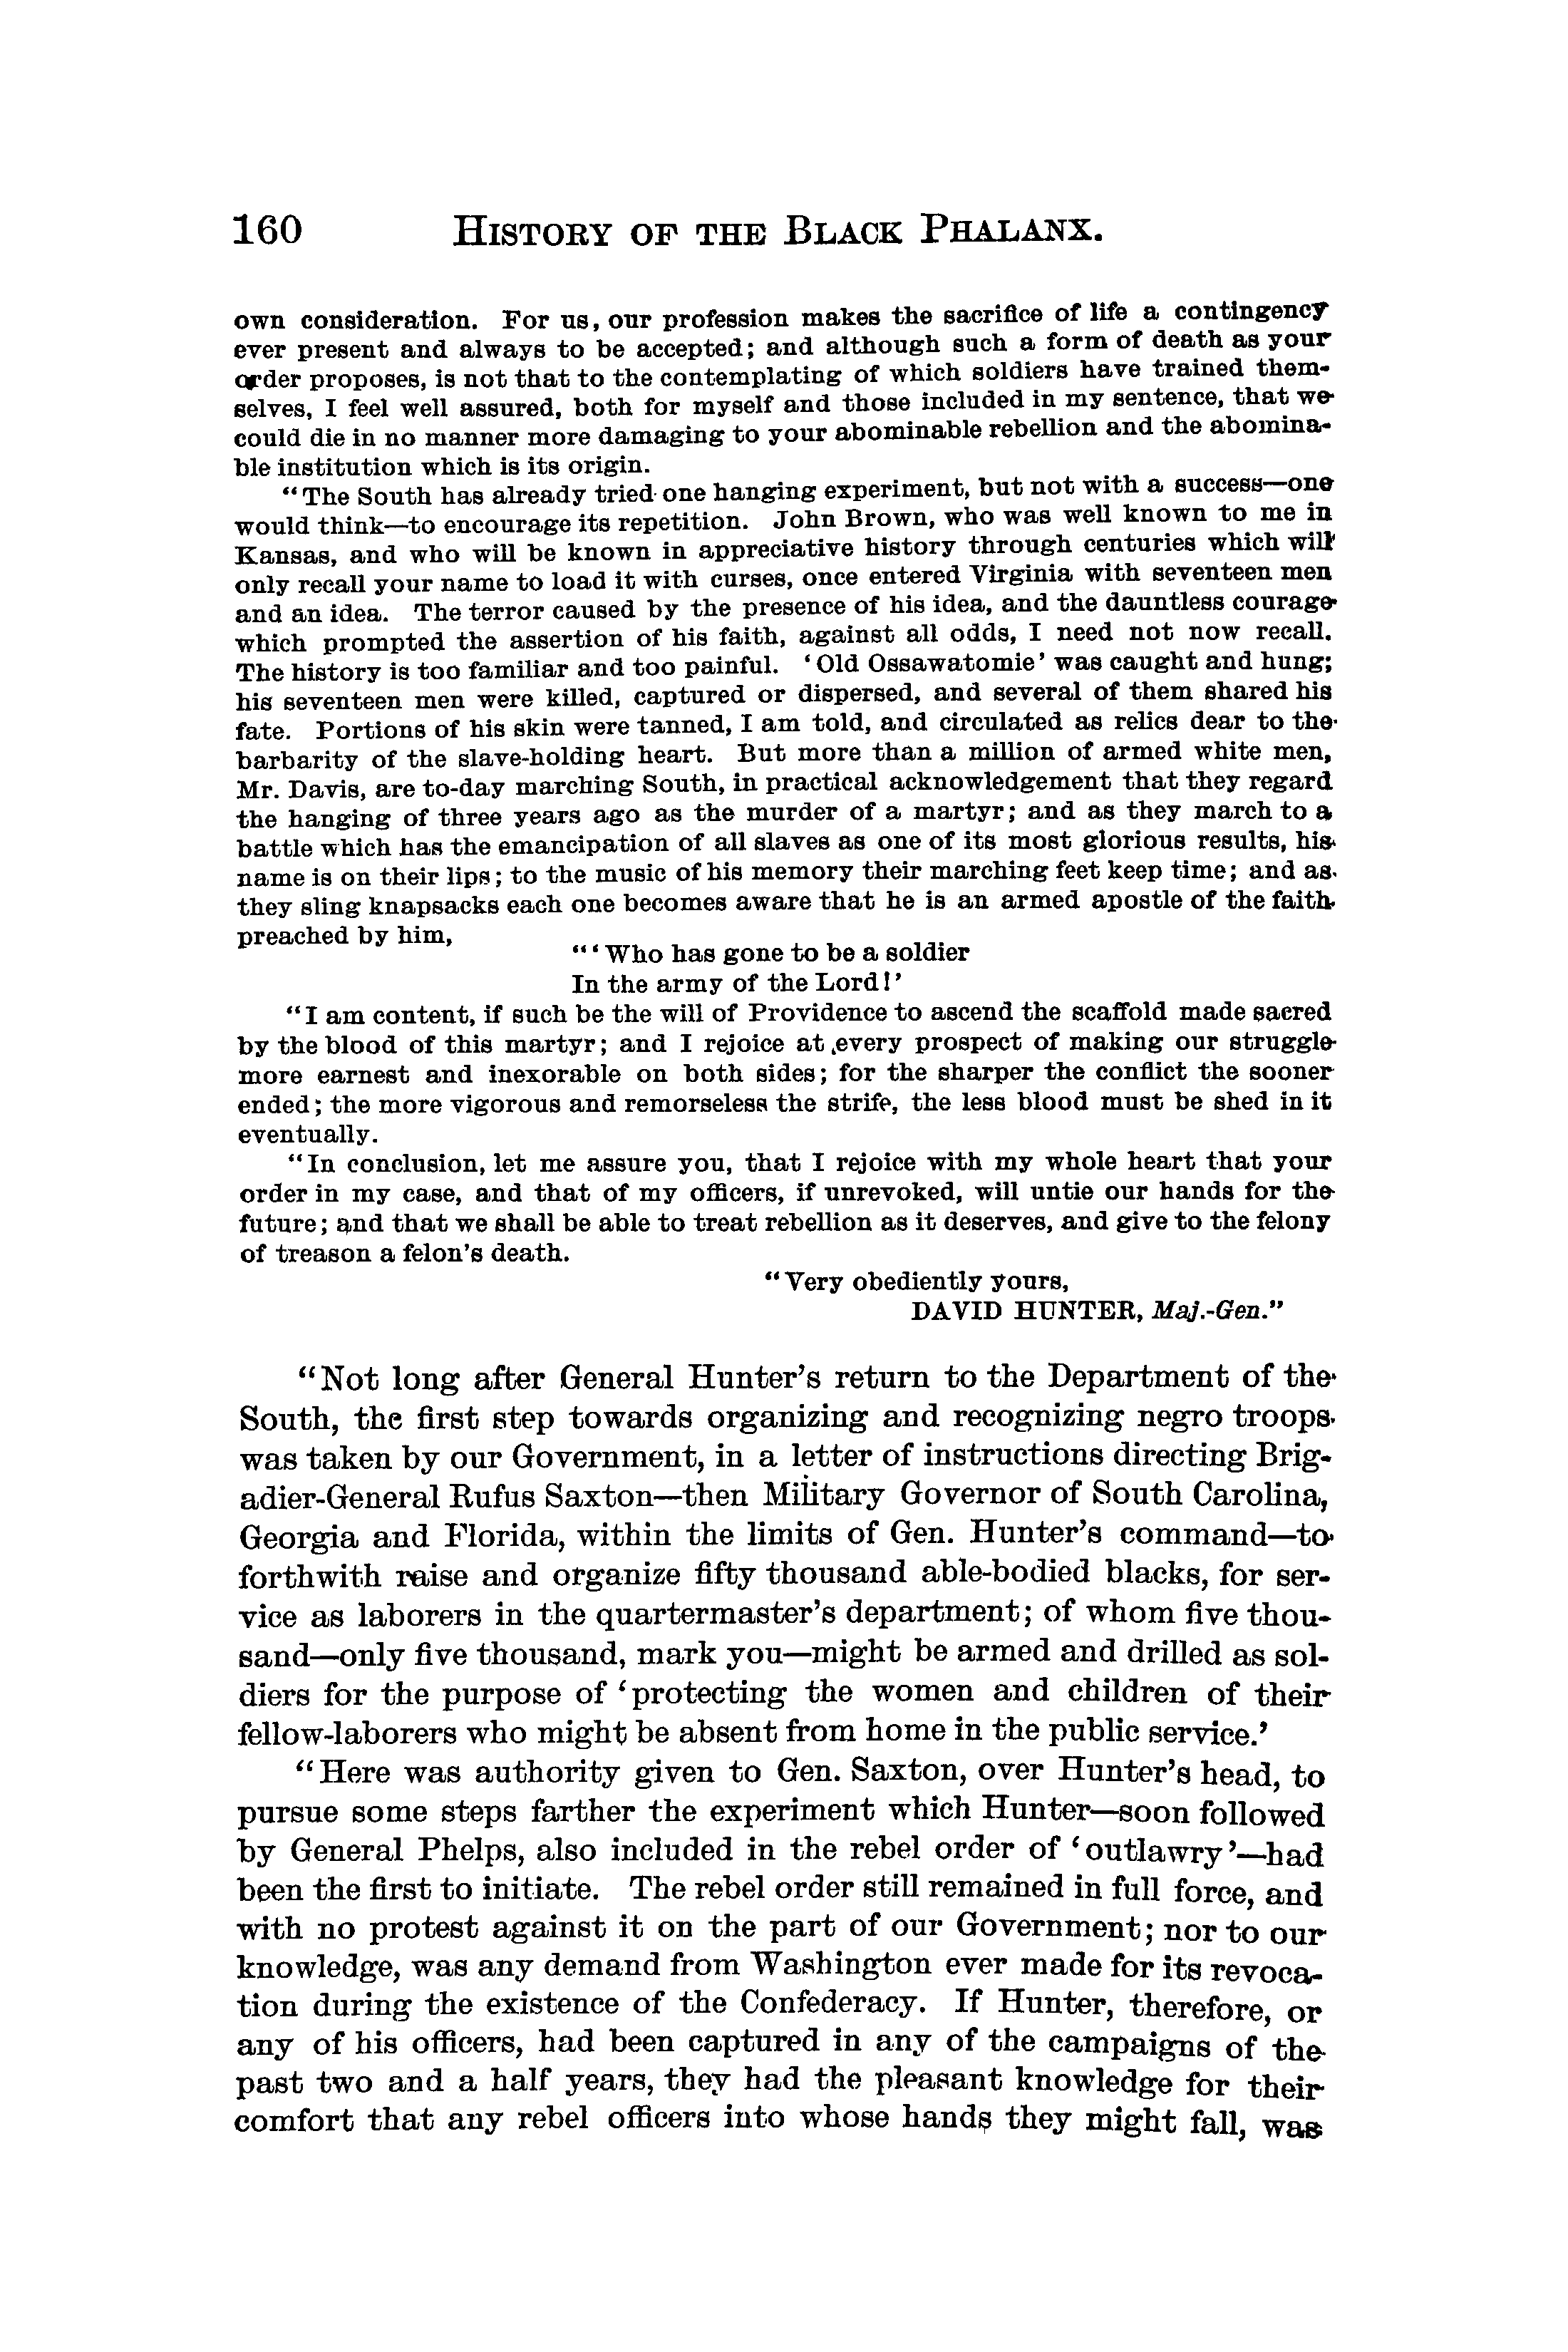 160 HISTORY OF THE BLACK PHALANX.
own consideration. For us, our profession makes the sacrifice of life a contingency
ever present and always to be accepted; and although such a form of death as your
order proposes, is not that to the contemplating of which soldiers have trained them-
selves, I feel well assured, both for myself and those included in my sentence, that we
could die in no manner more damaging to your abominable rebellion and the abomina-
ble institution which is its origin.
“The South has already tried one hanging experiment, but not with a success—one
would think—to encourage its repetition. John Brown, who was well known to me in
Kansas, and who will be known in appreciative history through centuries which will
only recall your name to load it with curses, once entered Virginia with seventeen men
and an idea. The terror caused by the presence of his idea, and the dauntless courage
which prompted the assertion of his faith, against all odds, I need not now recall.
The history is too familiar and too painful. ‘Old Ossawatomie’ was caught and hung;
his seventeen men were killed, captured or dispersed, and several of them shared his
fate. Portions of his skin were tanned, I am told, and circulated as relics dear to the
barbarity of the slave-holding heart. But more than a million of armed white men,
Mr. Davis, are to-day marching South, in practical acknowledgement that they regard
the hanging of three years ago as the murder of a martyr; and as they march to a
battle which has the emancipation of all slaves as one of its most glorious results, his
name is on their lips; to the music of his memory their marching feet keep time; and as
they sling knapsacks each one becomes aware that he is an armed apostle of the faith
preached by him,
“‘Who has gone to be a soldier
In the army of the Lord!’
“I am content, if such be the will of Providence to ascend the scaffold made sacred
by the blood of this martyr; and I rejoice at every prospect of making our struggle
more earnest and inexorable on both sides; for the sharper the conflict the sooner
ended; the more vigorous and remorseless the strife, the less blood must be shed in it
eventually.
“In conclusion, let me assure you, that I rejoice with my whole heart that your
order in my case, and that of my officers, if unrevoked, will untie our hands for the
future; and that we shall be able to treat rebellion as it deserves, and give to the felony
of treason a felon’s death.
“Very obediently yours,
DAVID HUNTER, Maj.-Gen.”
“Not long after General Hunter’s return to the Department of the
South, the first step towards organizing and recognizing negro troops
was taken by our Government, in a letter of instructions directing Brig-
adier-General Rufus Saxton—then Military Governor of South Carolina,
Georgia and Florida, within the limits of Gen. Hunter’s command—to
forthwith raise and organize fifty thousand able-bodied blacks, for ser-
vice as laborers in the quartermaster’s department; of whom five thou-
sand—only five thousand, mark you—might be armed and drilled as sol-
diers for the purpose of ‘protecting the women and children of their
fellow-laborers who might be absent from home in the public service.’
“Here was authority given to Gen. Saxton, over Hunter’s head, to
pursue some steps farther the experiment which Hunter—soon followed
by General Phelps, also included in the rebel order of ‘outlawry’—had
been the first to initiate. The rebel order still remained in full force, and
with no protest against it on the part of our Government; nor to our
knowledge, was any demand from Washington ever made for its revoca-
tion during the existence of the Confederacy. If Hunter, therefore, or
any of his officers, had been captured in any of the campaigns of the
past two and a half years, they had the pleasant knowledge for their
comfort that any rebel officers into whose hands they might fall, was